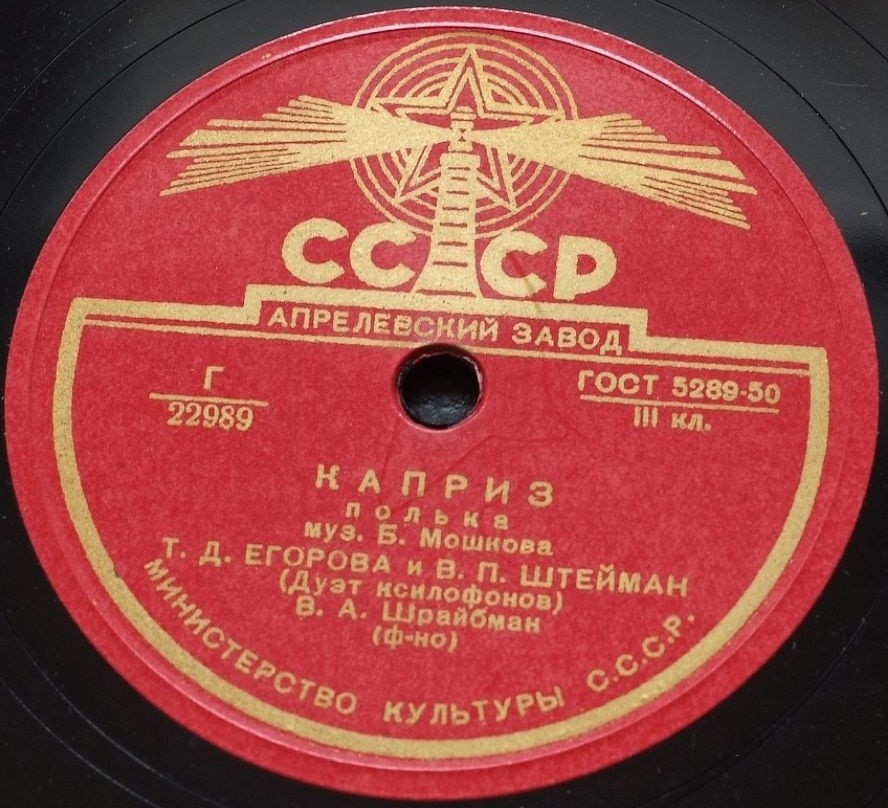 СССР
АПРЕЛЕВСКИЙ ЗАВОД
Г
22989
ГОСТ 5289-50
III кл.
КАПРИЗ
полька
муз. Б. Мошкова
Т. Д. ЕГОРОВА и В. П. ШТЕЙМАН
(Дуэт ксилофонов)
В. А. Шрайбман
(ф-но)
МИНИСТЕРСТВО КУЛЬТУРЫ С.С.С.Р.